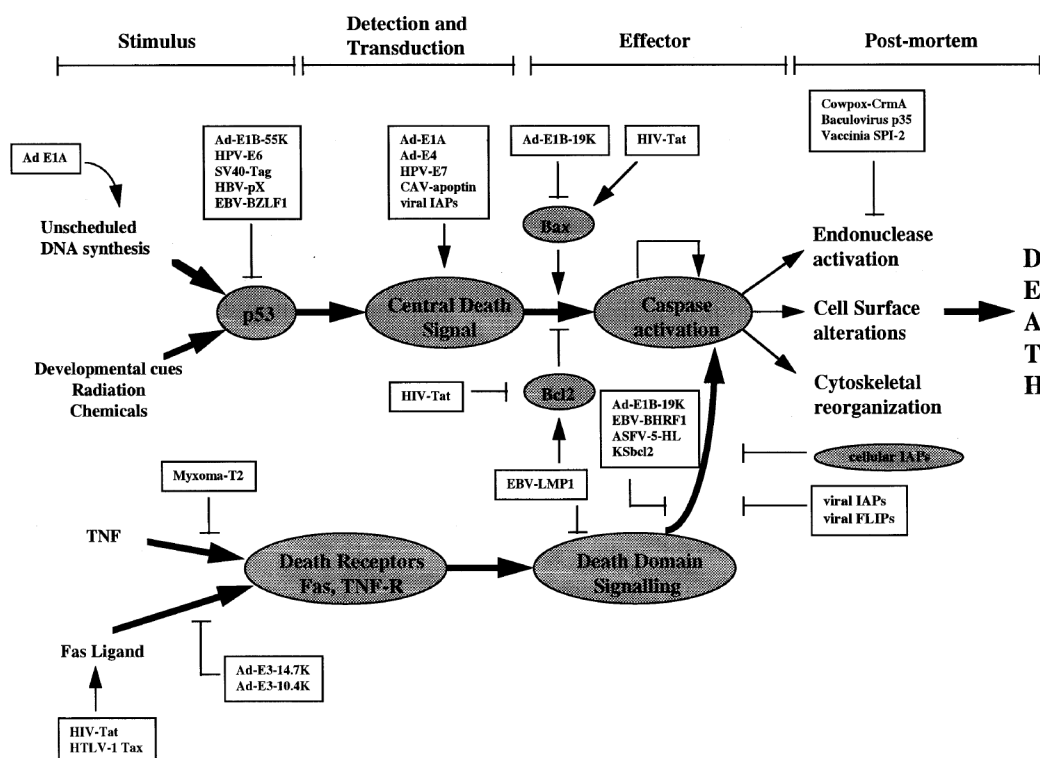 Stimulus
Detection and
Transduction
Effector
Post-mortem
Ad E1A
Ad-E1B-55K
HPV-E6
SV40-Tag
HBV-pX
EBV-BZLF1
Ad-E1A
Ad-E4
HPV-E7
CAV-apoptin
viral IAPs
Ad-E1B-19K
HIV-Tat
Cowpox-CrmA
Baculovirus p35
Vaccinia SPI-2
Unscheduled
DNA synthesis
Bax
Endonuclease
activation
p53
Central Death
Signal
Caspase
activation
Cell Surface
alterations
D
E
A
T
H
Developmental cues
Radiation
Chemicals
HIV-Tat
Bcl2
Cytoskeletal
reorganization
Ad-E1B-19K
EBV-BHRF1
ASFV-5-HL
KSbcl2
cellular IAPs
Myxoma-T2
EBV-LMP1
viral IAPs
viral FLIPs
TNF
Death Receptors
Fas, TNF-R
Death Domain
Signalling
Fas Ligand
Ad-E3-14.7K
Ad-E3-10.4K
HIV-Tat
HTLV-1 Tax